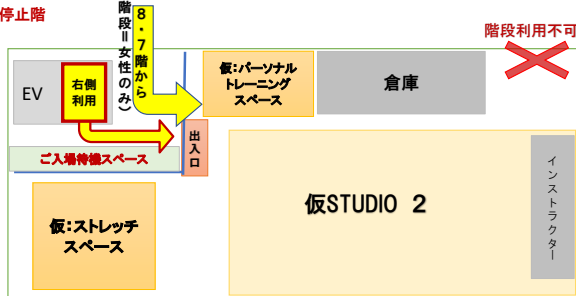 停止階
階段利用不可
8・7階から
階段＝女性のみ）
EV
右側
利用
仮：パーソナル
トレーニング
スペース
倉庫
出入口
ご入場待機スペース
仮：ストレッチ
スペース
仮STUDIO 2
インストラクター